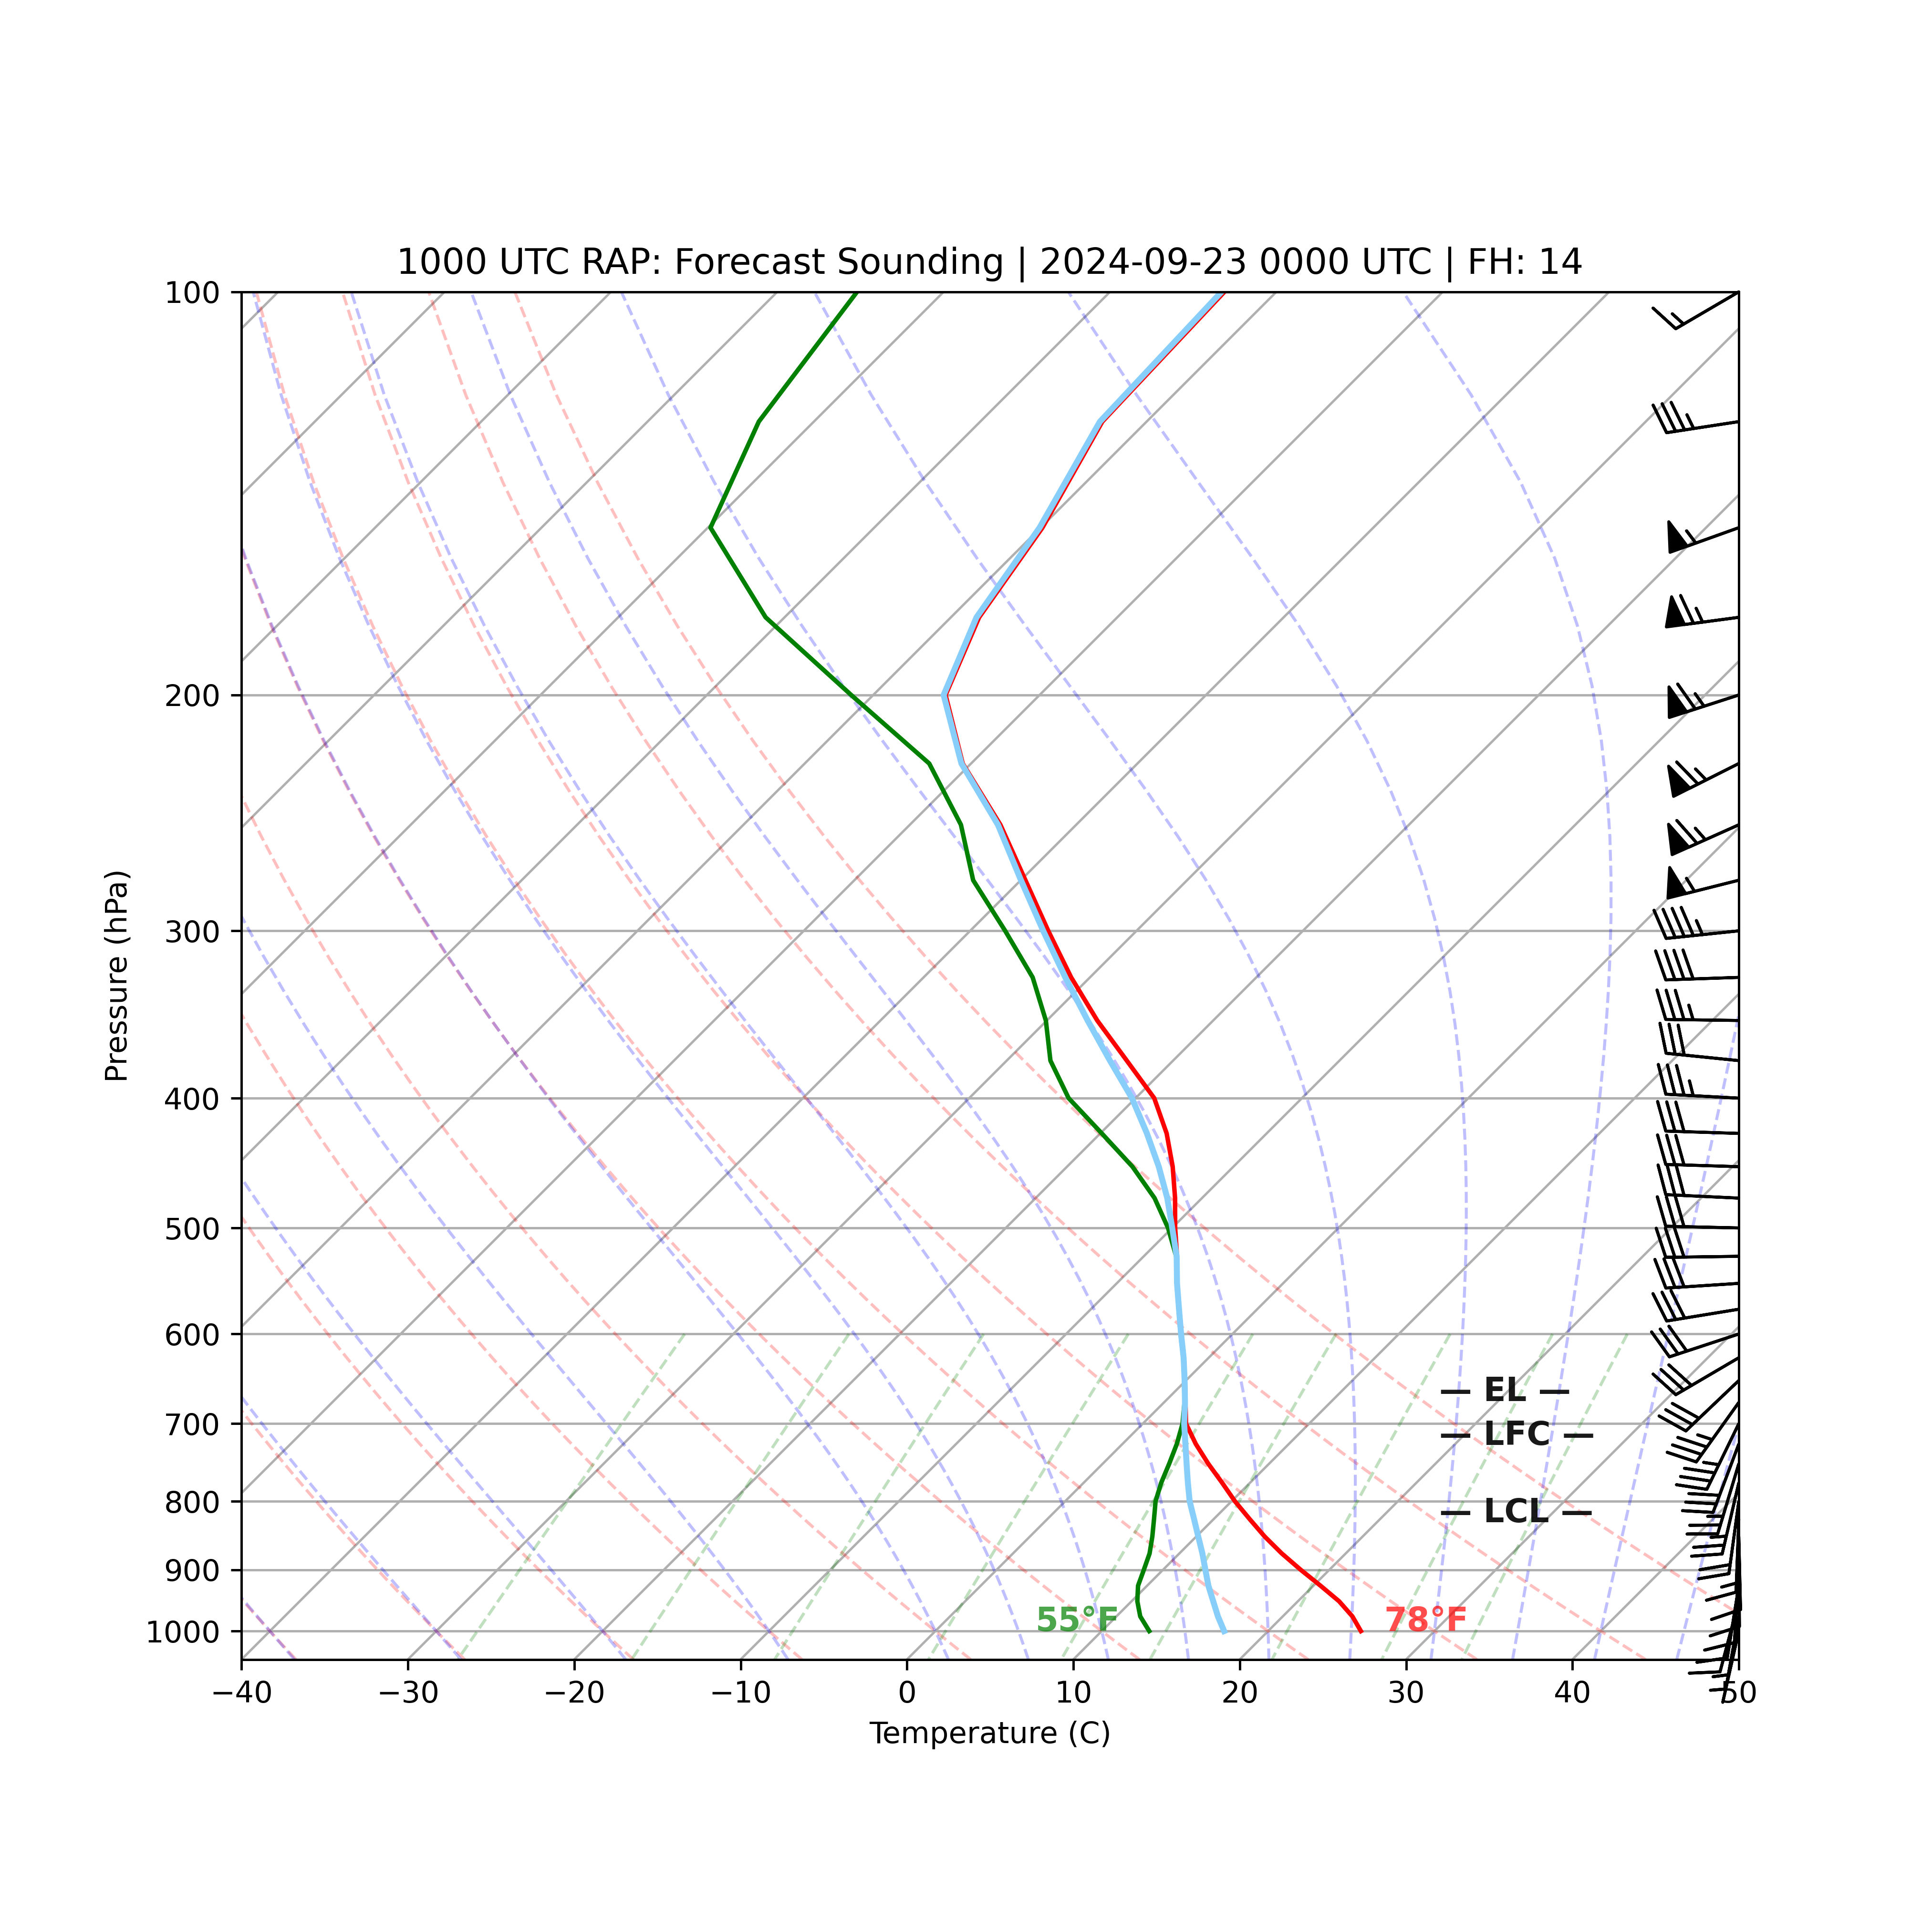 1000 UTC RAP: Forecast Sounding | 2024-09-23 0000 UTC | FH: 14
100
200
300
400
500
600
700
800
900
1000
Pressure (hPa)
— EL —
— LFC —
— LCL —
55°F
78°F
−40 −30 −20 −10 0 10 20 30 40 50
Temperature (C)